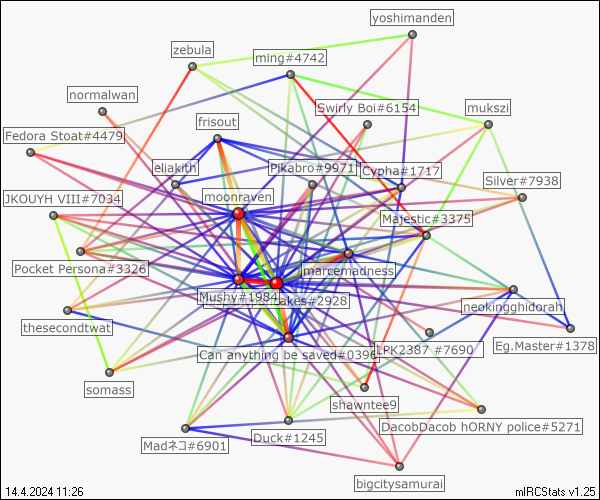 yoshimanden
zebula
ming#4742
normalwan
Swirly Boi#6154
mukszi
frisout
Fedora Stoat#4479
eliakith
Pikabro#9971
Cypha#1717
Silver#7938
JKOUYH VIII#7034
moonraven
Majestic#3375
Pocket Persona#3326
marcemadness
Mushy#1984
akes#2928
neokingghidorah
thesecondtwat
Can anything be saved#0396
LPK2387 #7690
Eg.Master#1378
somass
shawntee9
DacobDacob hORNY police#5271
Madネコ#6901
Duck#1245
bigcitysamurai
14.4.2024 11:26
mIRCStats v1.25